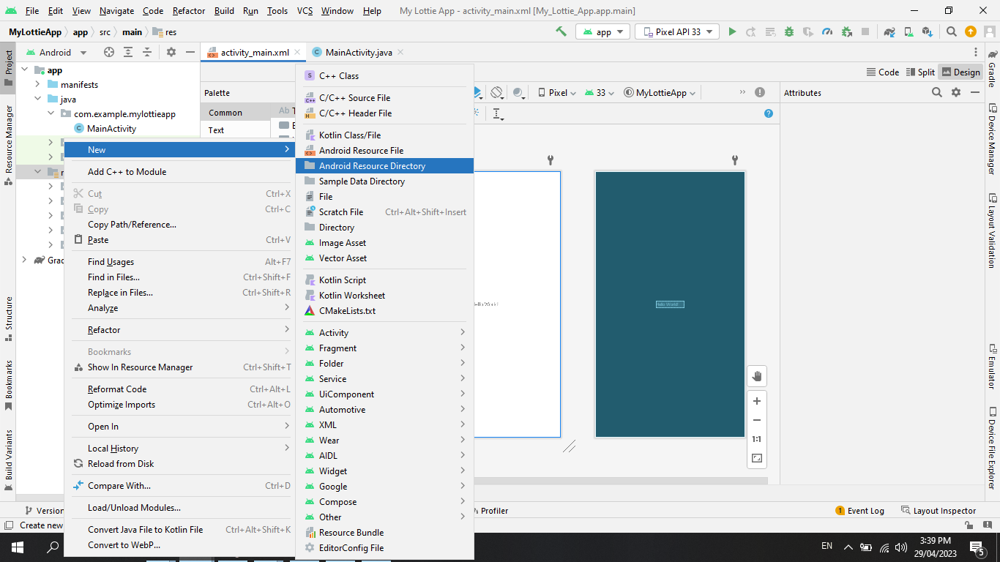 File Edit View Navigate Code Refactor Build Run Tools VCS Window Help My Lottie App - activity_main.xml [My_Lottie_App.app.main]
MyLottieApp app src main res
app Pixel API 33
Project
Resource Manager
Structure
Bookmarks
Build Variants
Android
app
manifests
java
com.example.mylottieapp
MainActivity
activity_main.xml MainActivity.java
Code Split Design
Palette
Common
Text
Ab
Pixel 33 MyLottieApp
Attributes
New
Add C++ to Module
Cut Ctrl+X
Copy Ctrl+C
Copy Path/Reference...
Paste Ctrl+V
Find Usages Alt+F7
Find in Files... Ctrl+Shift+F
Replace in Files... Ctrl+Shift+R
Analyze
Refactor
Bookmarks
Show In Resource Manager Ctrl+Shift+T
Reformat Code Ctrl+Alt+L
Optimize Imports Ctrl+Alt+O
Open In
Local History
Reload from Disk
Compare With... Ctrl+D
Load/Unload Modules...
Convert Java File to Kotlin File Ctrl+Alt+Shift+K
Convert to WebP...
C++ Class
C/C++ Source File
C/C++ Header File
Kotlin Class/File
Android Resource File
Android Resource Directory
Sample Data Directory
File
Scratch File Ctrl+Alt+Shift+Insert
Directory
Image Asset
Vector Asset
Kotlin Script
Kotlin Worksheet
CMakeLists.txt
Activity
Fragment
Folder
Service
UiComponent
Automotive
XML
Wear
AIDL
Widget
Google
Compose
Other
Resource Bundle
EditorConfig File
Hello World!
1:1
Gradle
Device Manager
Layout Validation
Emulator
Device File Explorer
Version
Profiler
1 Event Log Layout Inspector
Create new
EN
3:39 PM
29/04/2023
5